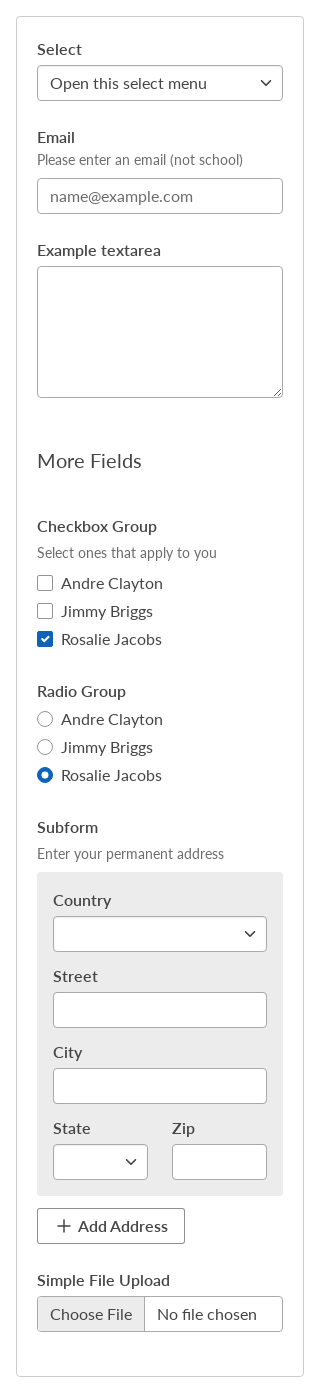 Select
Open this select menu
Email
Please enter an email (not school)
name@example.com
Example textarea
More Fields
Checkbox Group
Select ones that apply to you
Andre Clayton
Jimmy Briggs
Rosalie Jacobs
Radio Group
Andre Clayton
Jimmy Briggs
Rosalie Jacobs
Subform
Enter your permanent address
Country
Street
City
State Zip
Add Address
Simple File Upload
Choose File No file chosen